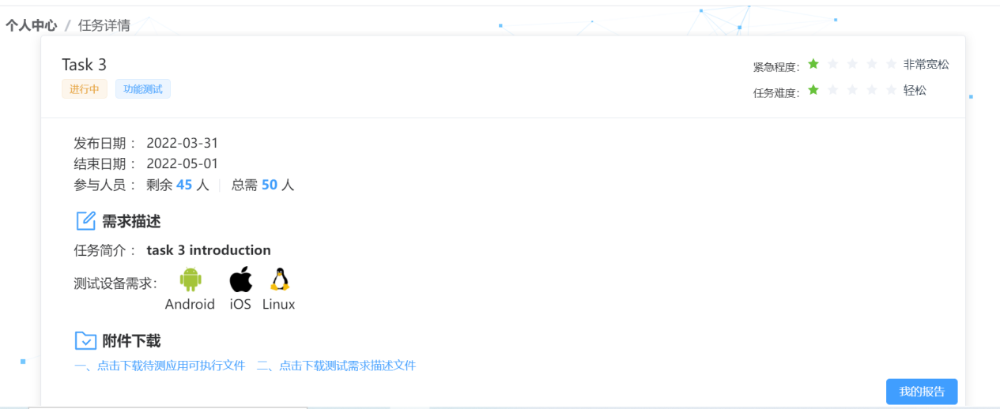 个人中心 / 任务详情
Task 3
进行中 功能测试
紧急程度: 非常宽松
任务难度: 轻松
发布日期： 2022-03-31
结束日期： 2022-05-01
参与人员： 剩余 45 人 总需 50 人
需求描述
任务简介： task 3 introduction
测试设备需求:
Android iOS Linux
附件下载
一、点击下载待测应用可执行文件 二、点击下载测试需求描述文件
我的报告